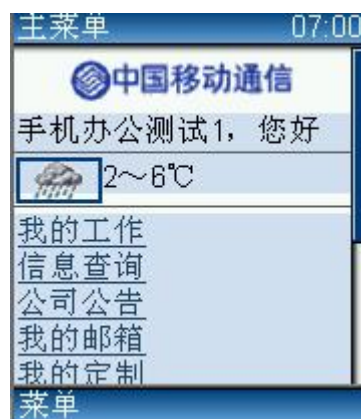 主菜单 07:00
中国移动通信
手机办公测试1，您好
2～6℃
我的工作
信息查询
公司公告
我的邮箱
我的定制
菜单